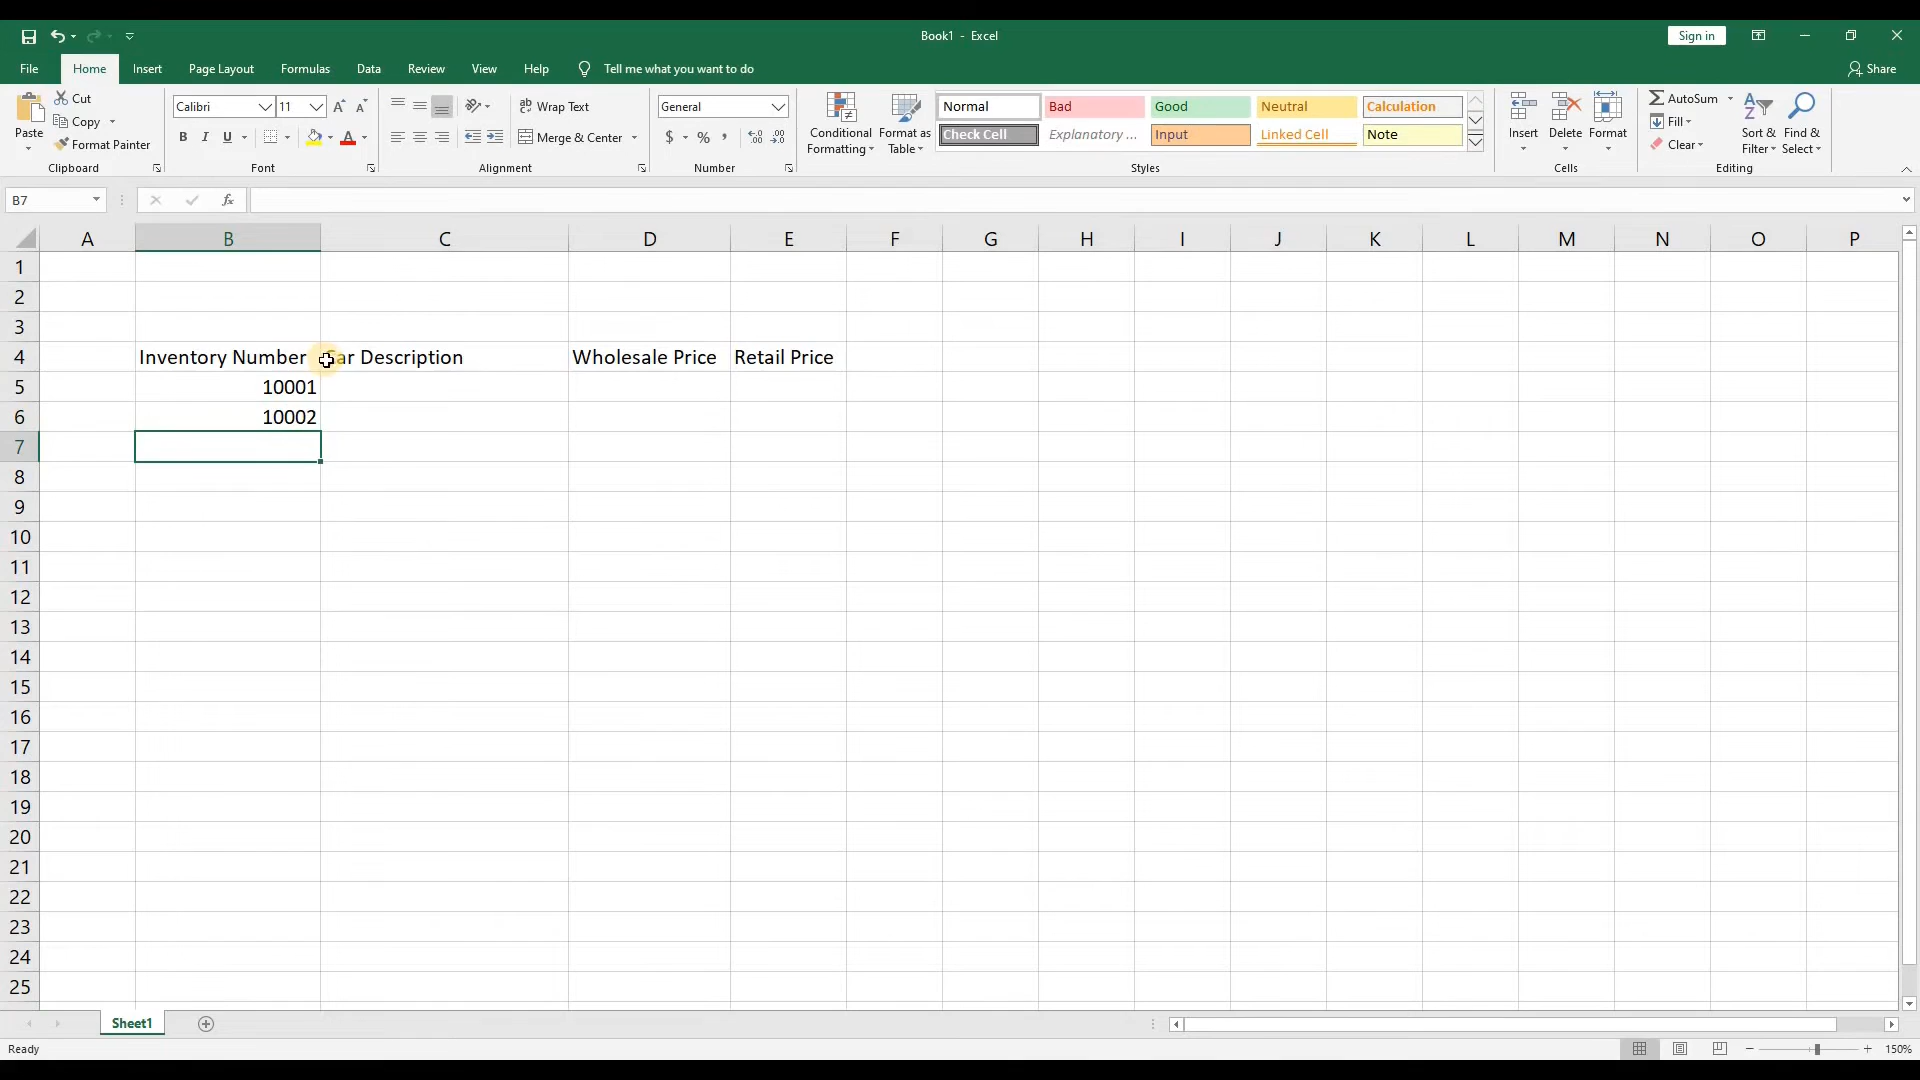 Book1 - Excel
Sign in
File Home Insert Page Layout Formulas Data Review View Help Tell me what you want to do Share
Paste
Cut
Copy
Format Painter
Clipboard
Calibri 11
B I U A
Font
Wrap Text
Merge & Center
Alignment
General
$ % ,
Number
Conditional Formatting
Format as Table
Normal Bad Good Neutral Calculation
Check Cell Explanatory ... Input Linked Cell Note
Styles
Insert Delete Format
Cells
AutoSum
Fill
Clear
Sort & Filter
Find & Select
Editing
B7 fx
A B C D E F G H I J K L M N O P
1
2
3
4 Inventory Number Car Description Wholesale Price Retail Price
5 10001
6 10002
7
8
9
10
11
12
13
14
15
16
17
18
19
20
21
22
23
24
25
Sheet1
Ready 150%